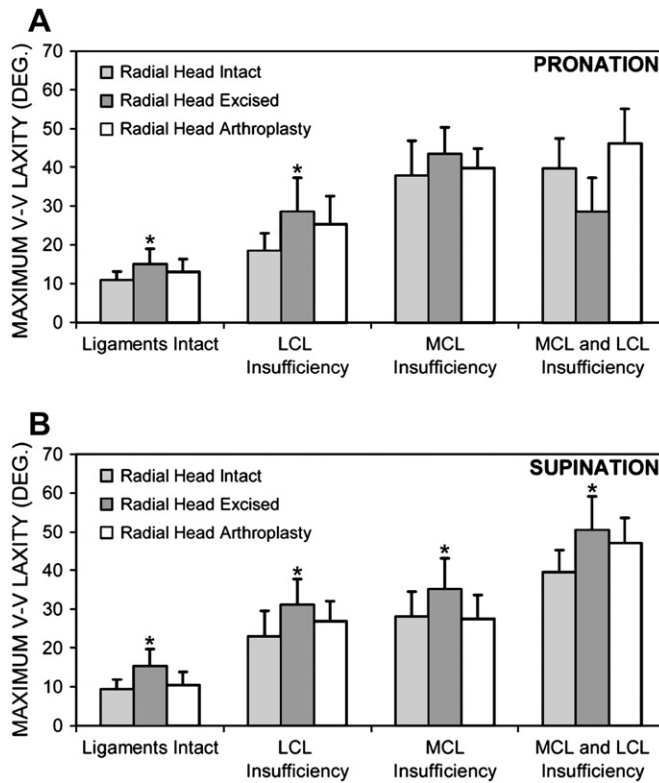 A
PRONATION
MAXIMUM V-V LAXITY (DEG.)
70
60
50
40
30
20
10
0
Radial Head Intact
Radial Head Excised
Radial Head Arthroplasty
*
*
Ligaments Intact
LCL
Insufficiency
MCL
Insufficiency
MCL and LCL
Insufficiency
B
SUPINATION
MAXIMUM V-V LAXITY (DEG.)
70
60
50
40
30
20
10
0
Radial Head Intact
Radial Head Excised
Radial Head Arthroplasty
*
*
*
*
Ligaments Intact
LCL
Insufficiency
MCL
Insufficiency
MCL and LCL
Insufficiency